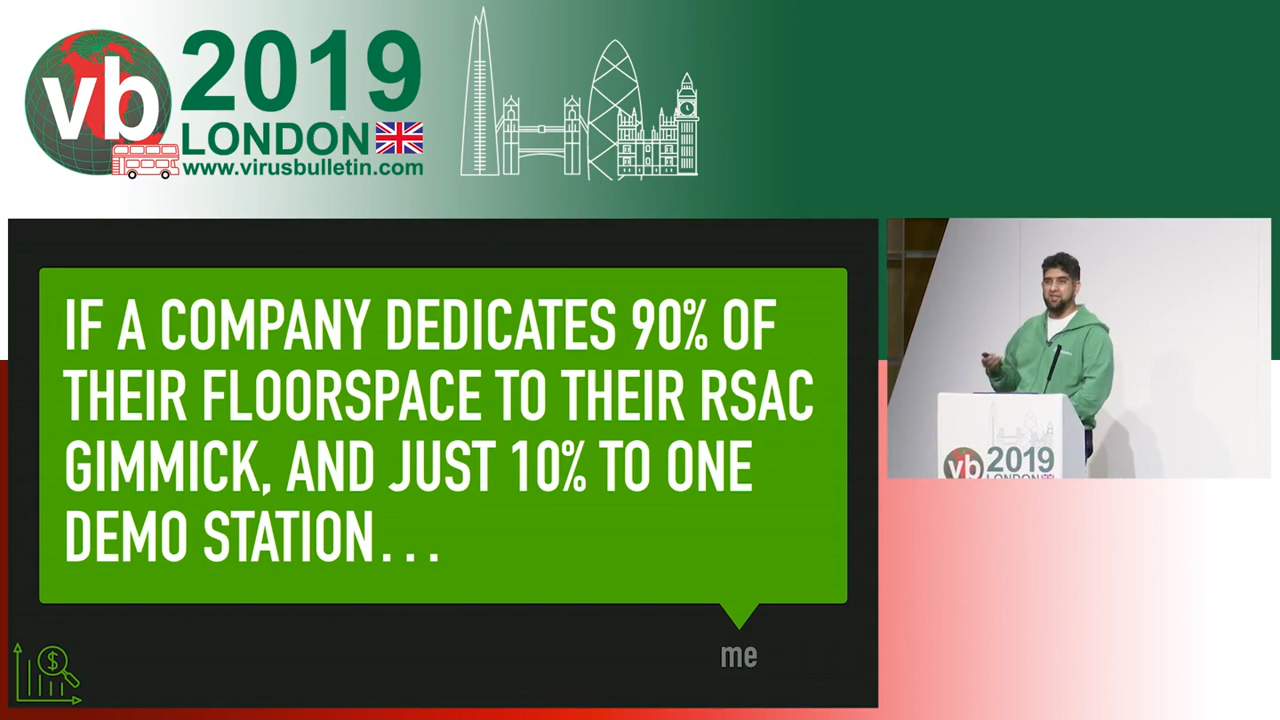 vb
2019
LONDON
www.virusbulletin.com
IF A COMPANY DEDICATES 90% OF
THEIR FLOORSPACE TO THEIR RSAC
GIMMICK, AND JUST 10% TO ONE
DEMO STATION...
me
$
vb
2019
LONDON